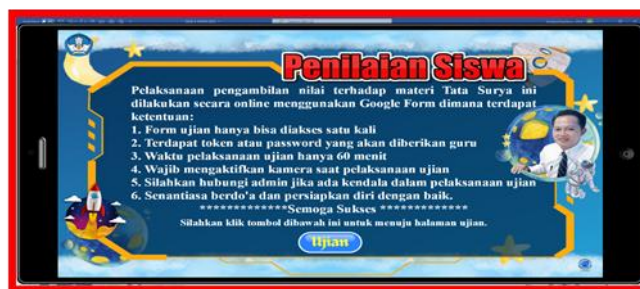 Penilaian Siswa
Pelaksanaan pengambilan nilai terhadap materi Tata Surya ini
dilakukan secara online menggunakan Google Form dimana terdapat
ketentuan:
1. Form ujian hanya bisa diakses satu kali
2. Terdapat token atau password yang akan diberikan guru
3. Waktu pelaksanaan ujian hanya 60 menit
4. Wajib mengaktifkan kamera saat pelaksanaan ujian
5. Silahkan hubungi admin jika ada kendala dalam pelaksanaan ujian
6. Senantiasa berdo'a dan persiapkan diri dengan baik.
*************Semoga Sukses *************
Silahkan klik tombol dibawah ini untuk menuju halaman ujian.
Ujian